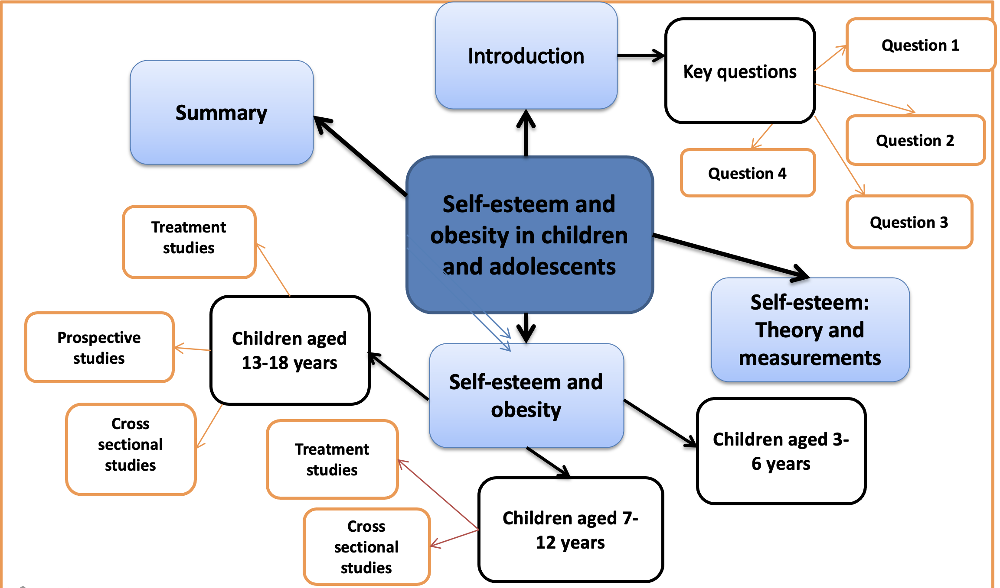 Introduction
Key questions
Question 1
Question 2
Question 3
Question 4
Summary
Self-esteem and
obesity in children
and adolescents
Self-esteem:
Theory and
measurements
Self-esteem and
obesity
Children aged 3-
6 years
Children aged 7-
12 years
Treatment
studies
Cross
sectional
studies
Children aged
13-18 years
Treatment
studies
Prospective
studies
Cross
sectional
studies